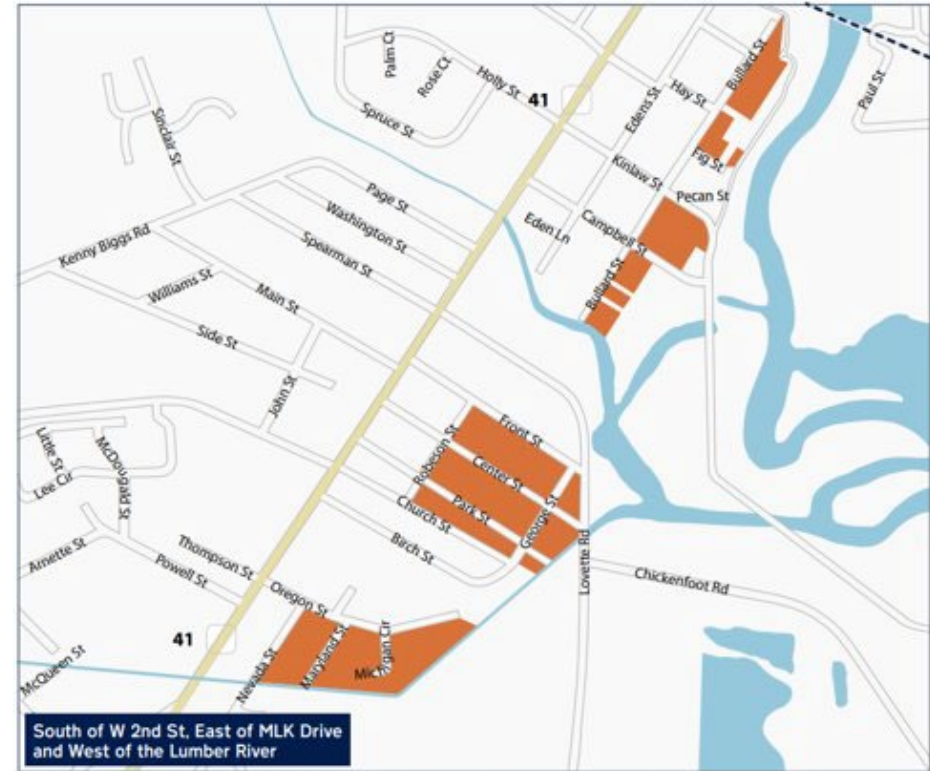 Palm Ct
Rose Ct
Holly St
41
Spruce St
Bullard St
Hay St
Edens St
Paul St
Sinclair St
Fig St
Kinlaw St
Pecan St
Page St
Washington St
Spearman St
Eden Ln
Campbell St
Bullard St
Kenny Biggs Rd
Williams St
Main St
Side St
John St
Front St
Robeson St
Center St
Little St
Lee Cir
McDougald St
Park St
George St
Church St
Birch St
Lovette Rd
Arnette St
Thompson St
Powell St
Chickenfoot Rd
Oregon St
41
McQueen St
Nevada St
Maryland St
Michigan Cir
South of W 2nd St, East of MLK Drive
and West of the Lumber River